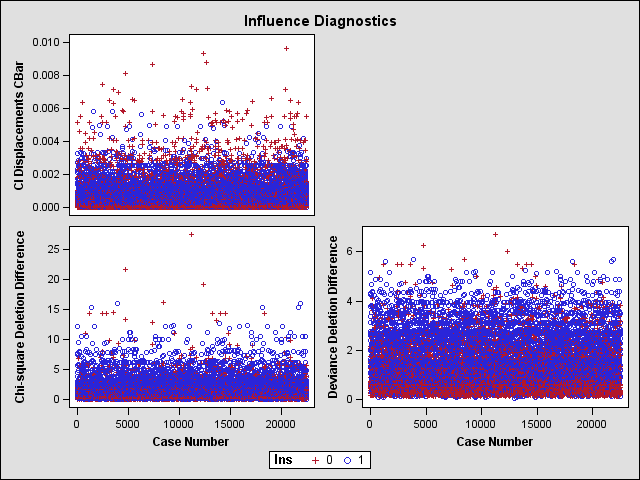 Influence Diagnostics
CI Displacements CBar
0.010
0.008
0.006
0.004
0.002
0.000
Chi-square Deletion Difference
25
20
15
10
5
0
0 5000 10000 15000 20000
Case Number
Deviance Deletion Difference
6
4
2
0
0 5000 10000 15000 20000
Case Number
Ins 0 1